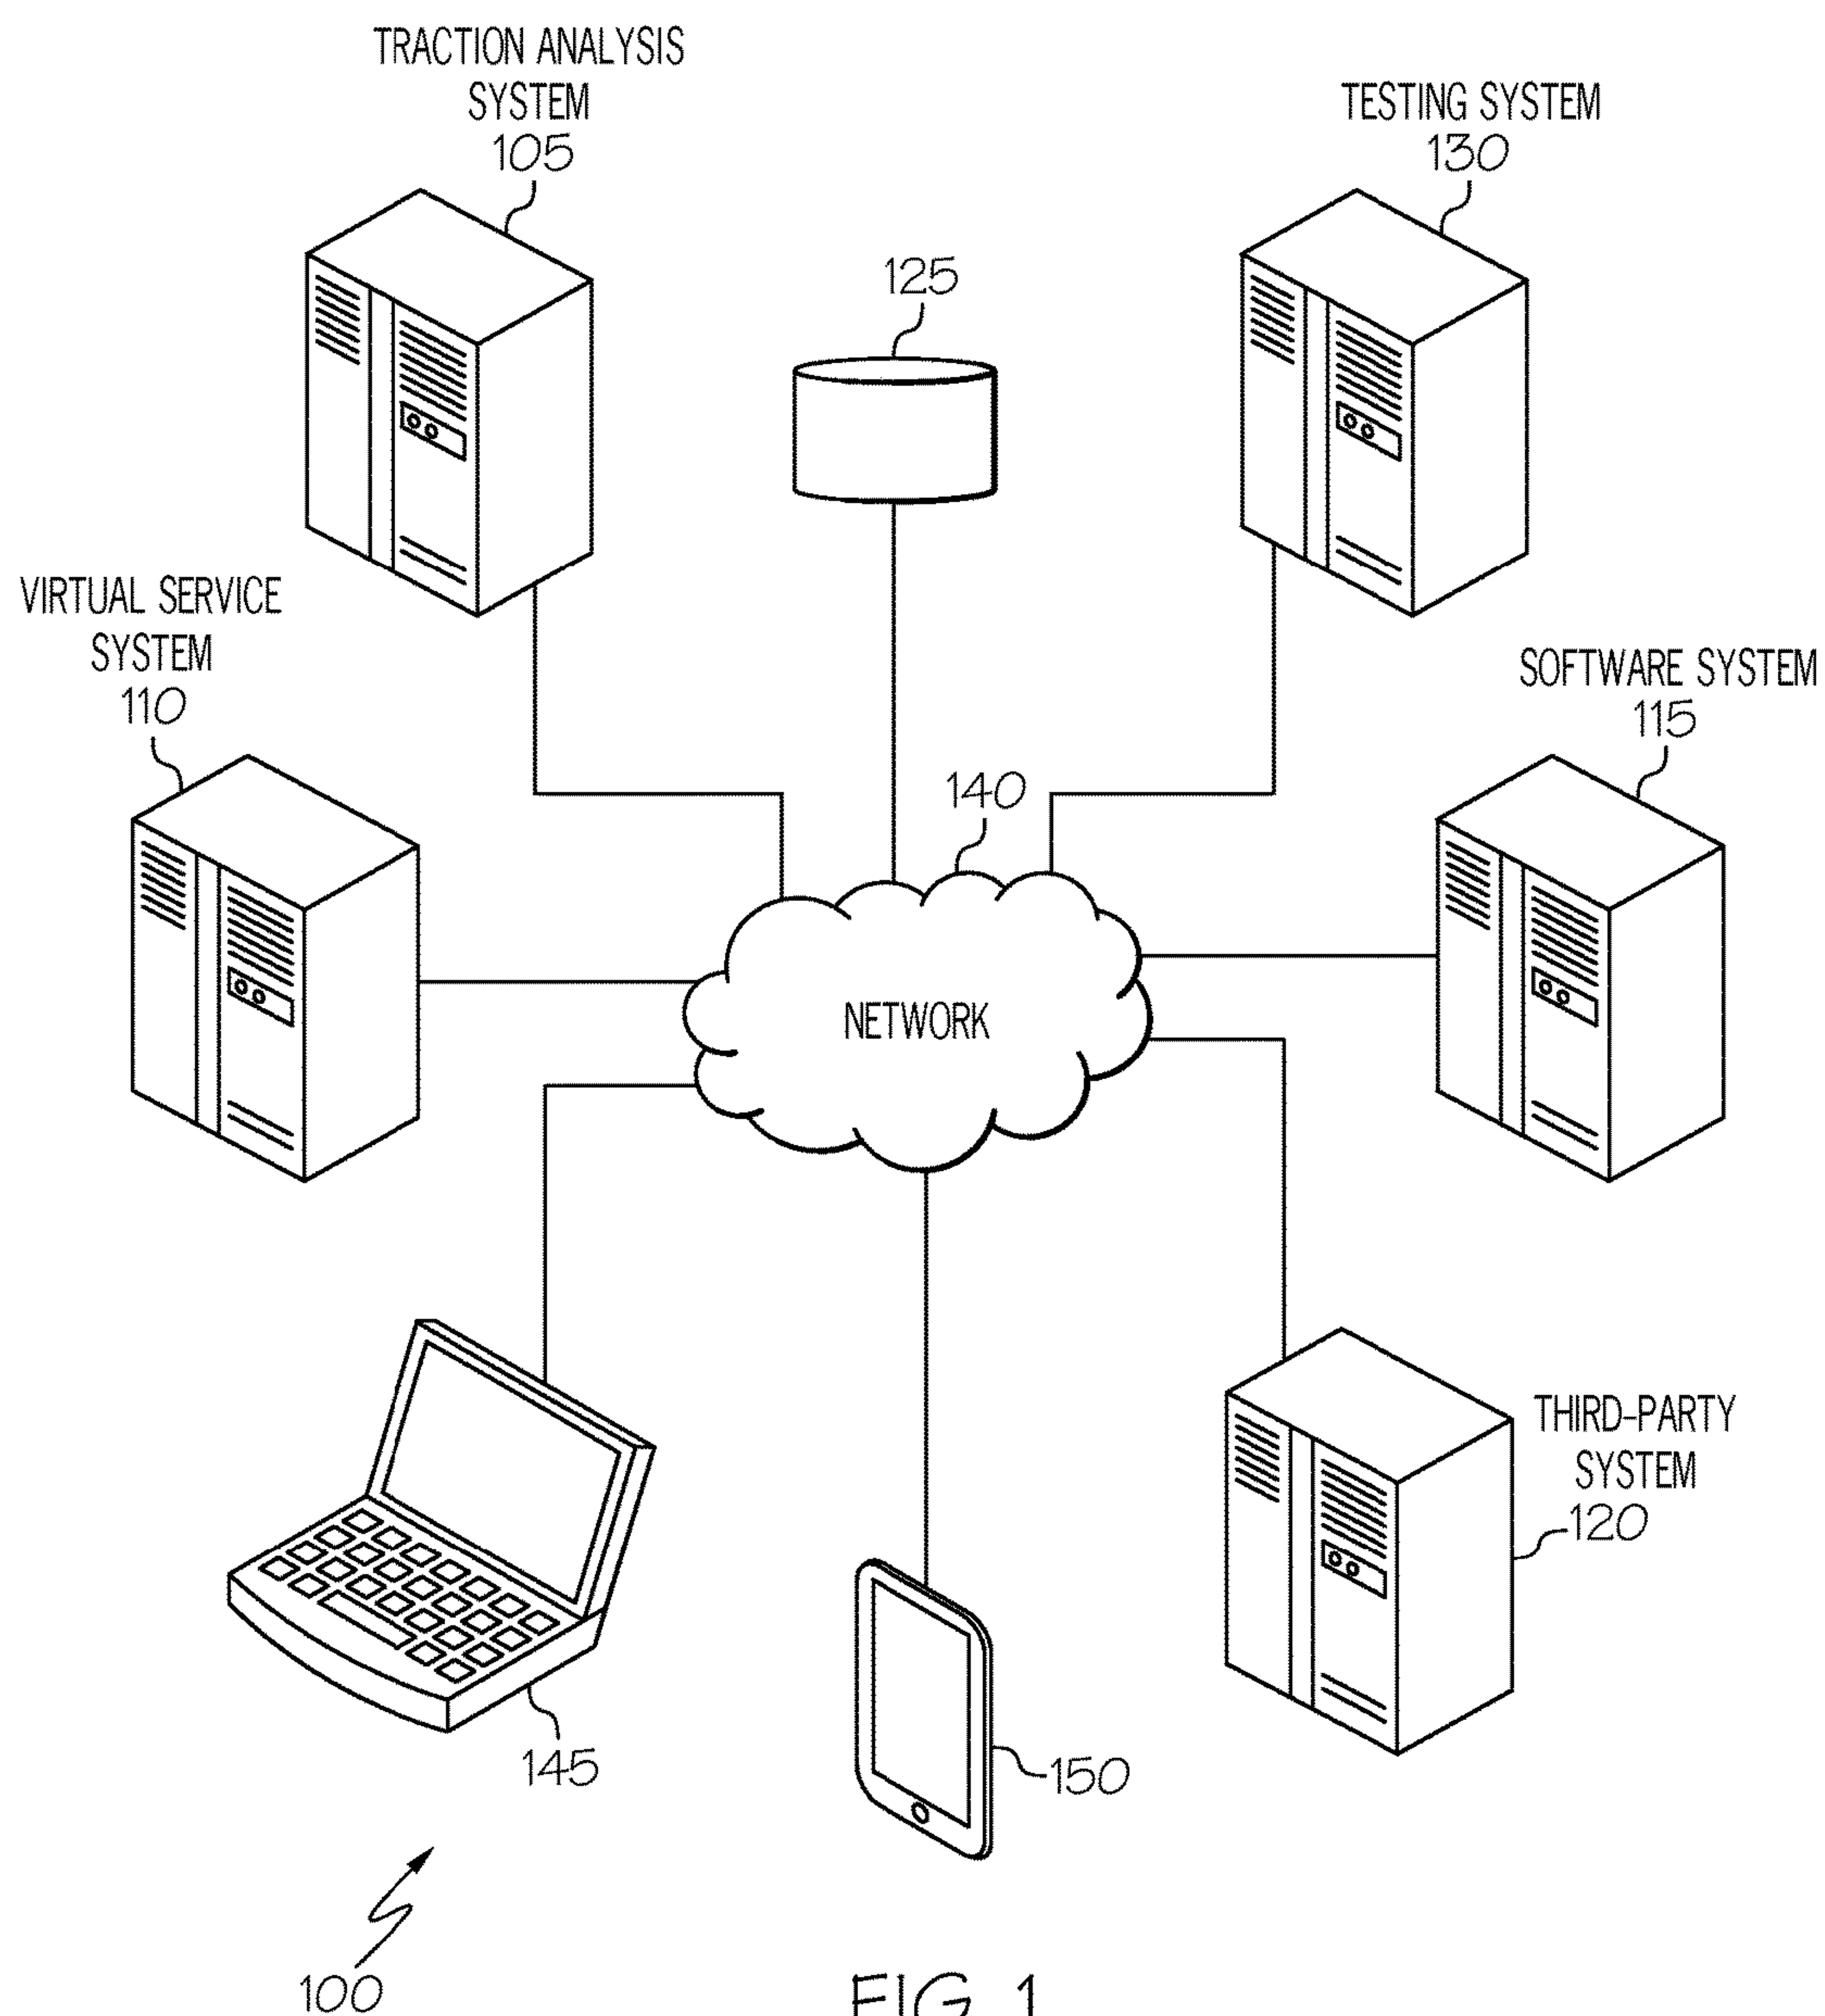 TRACTION ANALYSIS
SYSTEM
105
TESTING SYSTEM
130
125
VIRTUAL SERVICE
SYSTEM
110
SOFTWARE SYSTEM
115
140
NETWORK
THIRD-PARTY
SYSTEM
120
145
150
100
FIG. 1